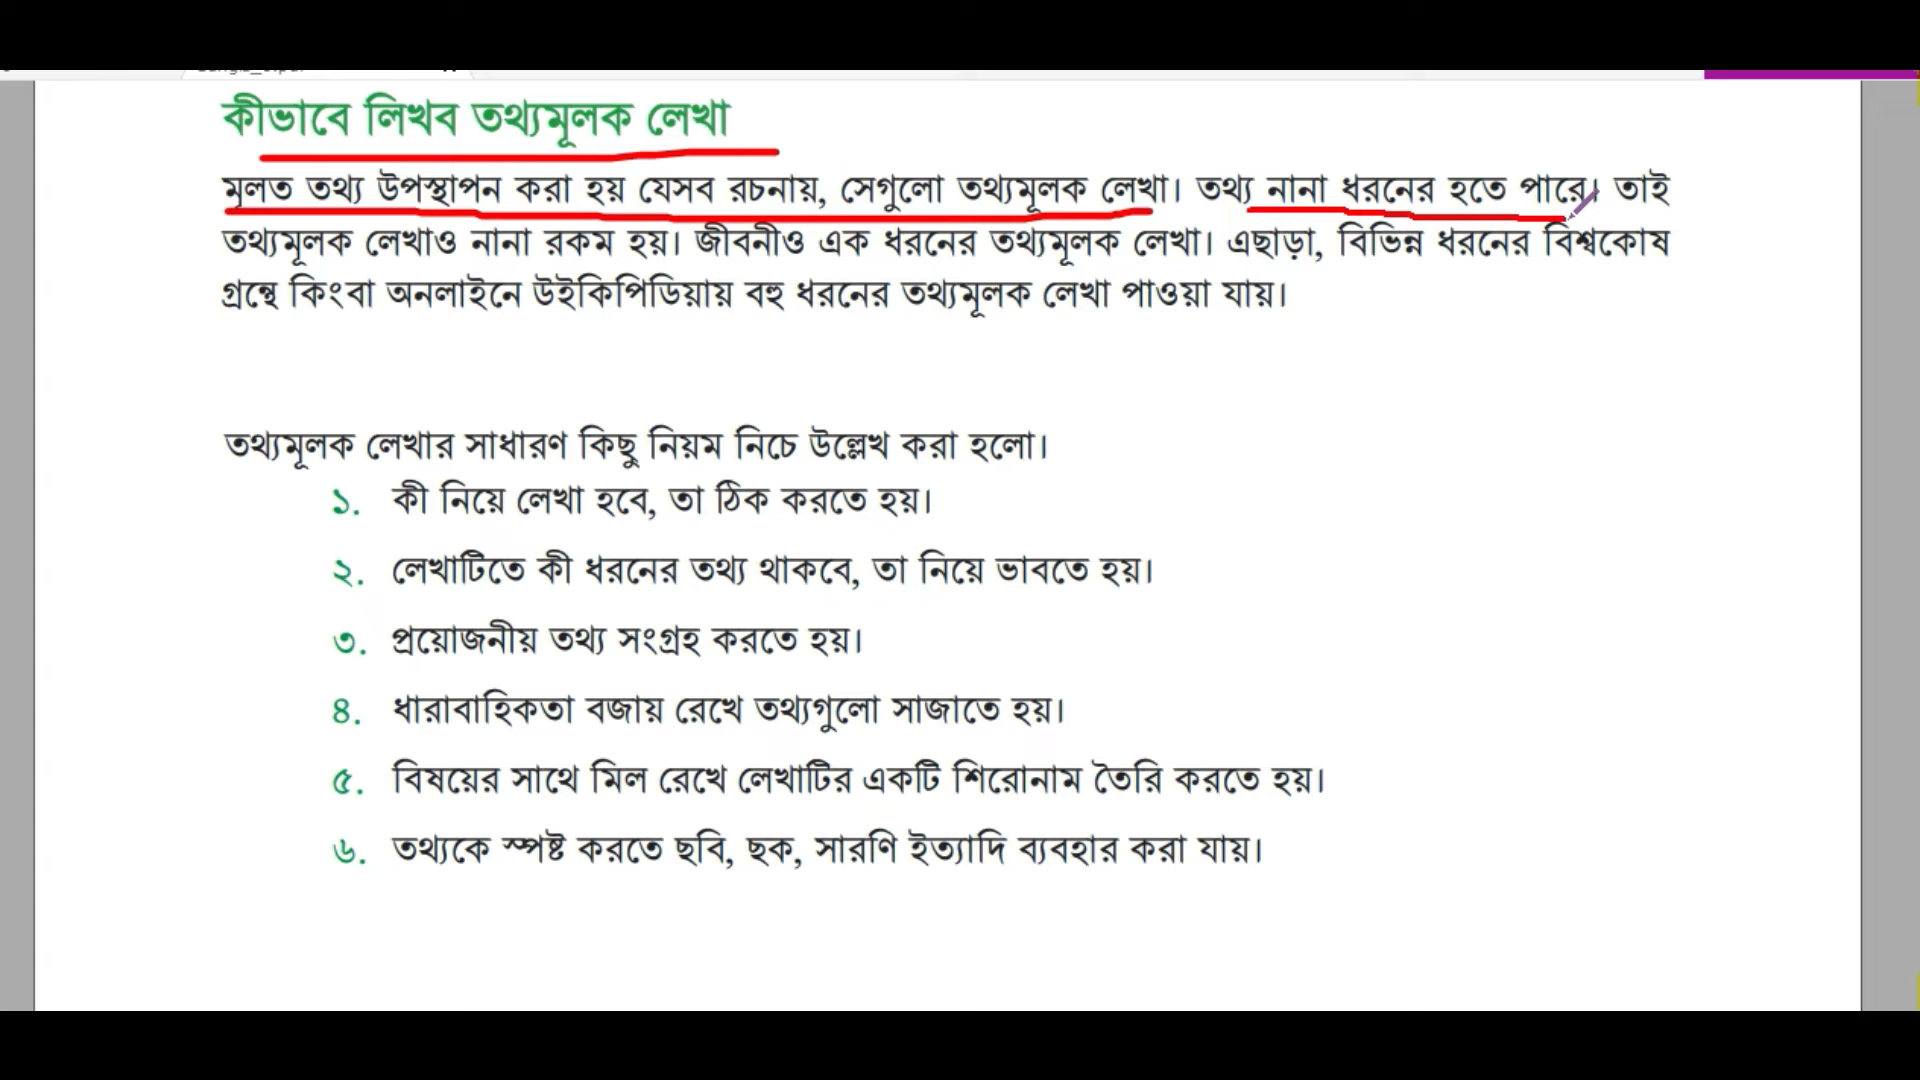 কীভাবে লিখব তথ্যমূলক লেখা
মূলত তথ্য উপস্থাপন করা হয় যেসব রচনায়, সেগুলো তথ্যমূলক লেখা। তথ্য নানা ধরনের হতে পারে। তাই
তথ্যমূলক লেখাও নানা রকম হয়। জীবনীও এক ধরনের তথ্যমূলক লেখা। এছাড়া, বিভিন্ন ধরনের বিশ্বকোষ
গ্রন্থে কিংবা অনলাইনে উইকিপিডিয়ায় বহু ধরনের তথ্যমূলক লেখা পাওয়া যায়।
তথ্যমূলক লেখার সাধারণ কিছু নিয়ম নিচে উল্লেখ করা হলো।
১. কী নিয়ে লেখা হবে, তা ঠিক করতে হয়।
২. লেখাটিতে কী ধরনের তথ্য থাকবে, তা নিয়ে ভাবতে হয়।
৩. প্রয়োজনীয় তথ্য সংগ্রহ করতে হয়।
৪. ধারাবাহিকতা বজায় রেখে তথ্যগুলো সাজাতে হয়।
৫. বিষয়ের সাথে মিল রেখে লেখাটির একটি শিরোনাম তৈরি করতে হয়।
৬. তথ্যকে স্পষ্ট করতে ছবি, ছক, সারণি ইত্যাদি ব্যবহার করা যায়।